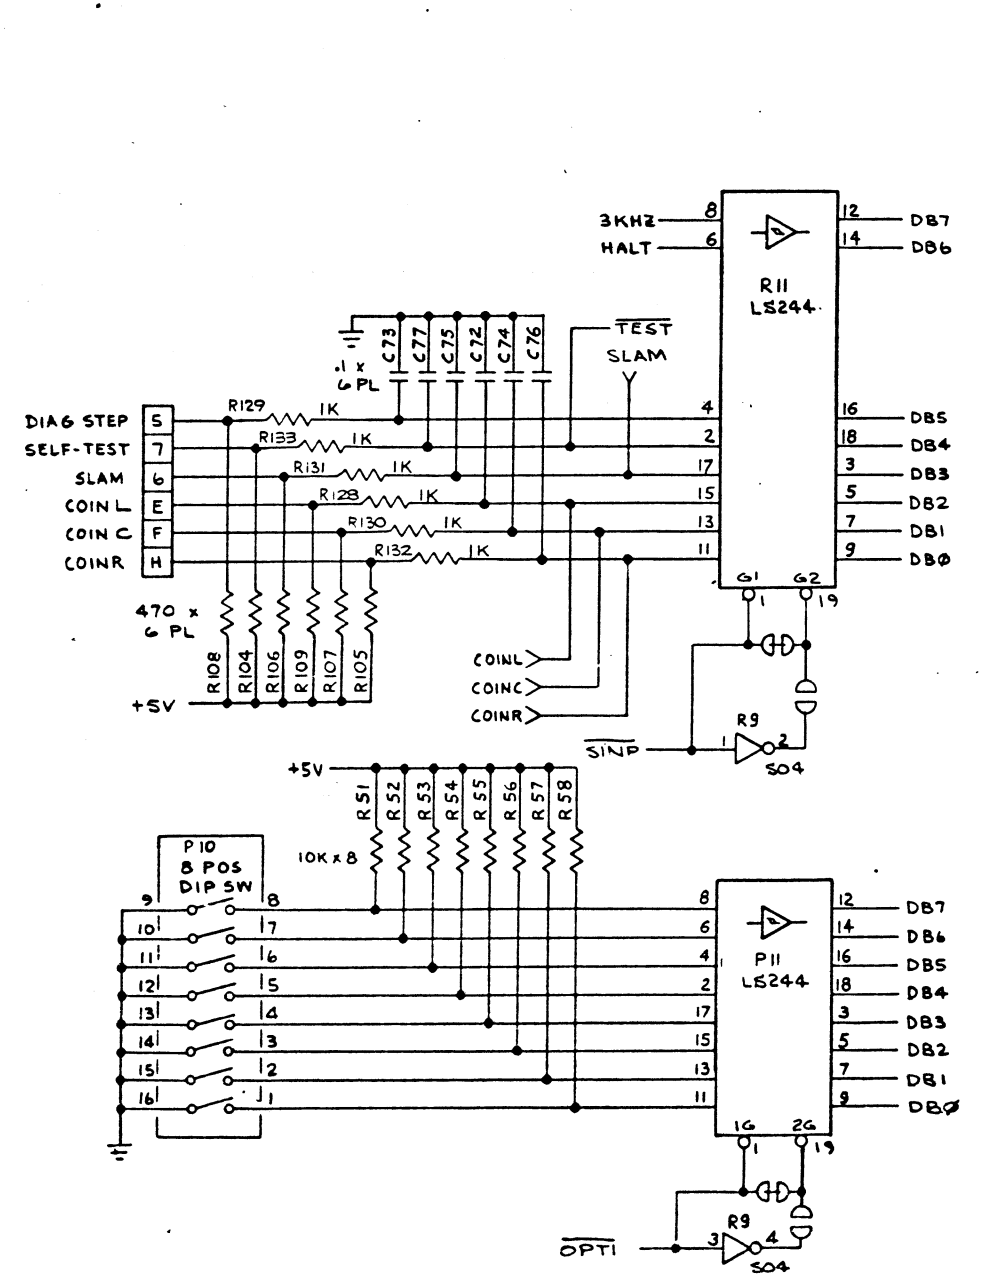 3KHZ 8 12 DB7
HALT 6 14 DB6
R11
LS244
C73 C77 C75 C72 C74 C76
TEST
SLAM
.1 x
6 PL
DIAG STEP 5 R129 1K 4 16 DB5
SELF-TEST 7 R133 1K 2 18 DB4
SLAM 6 R131 1K 17 3 DB3
COIN L E R128 1K 15 5 DB2
COIN C F R130 1K 13 7 DB1
COINR H R132 1K 11 9 DBØ
G1 G2
1 19
470 x
6 PL
R108 R104 R106 R109 R107 R105
+5V
COINL
COINC
COINR
SINP 1 R9 2
S04
+5V
R51 R52 R53 R54 R55 R56 R57 R58
10K x 8
P10
8 POS
DIP SW
9 8 8 12 DB7
10 7 6 14 DB6
11 6 4 16 DB5
12 5 2 18 DB4
13 4 17 3 DB3
14 3 15 5 DB2
15 2 13 7 DB1
16 1 11 9 DBØ
P11
LS244
1G 2G
1 19
OPT1 3 R9 4
S04